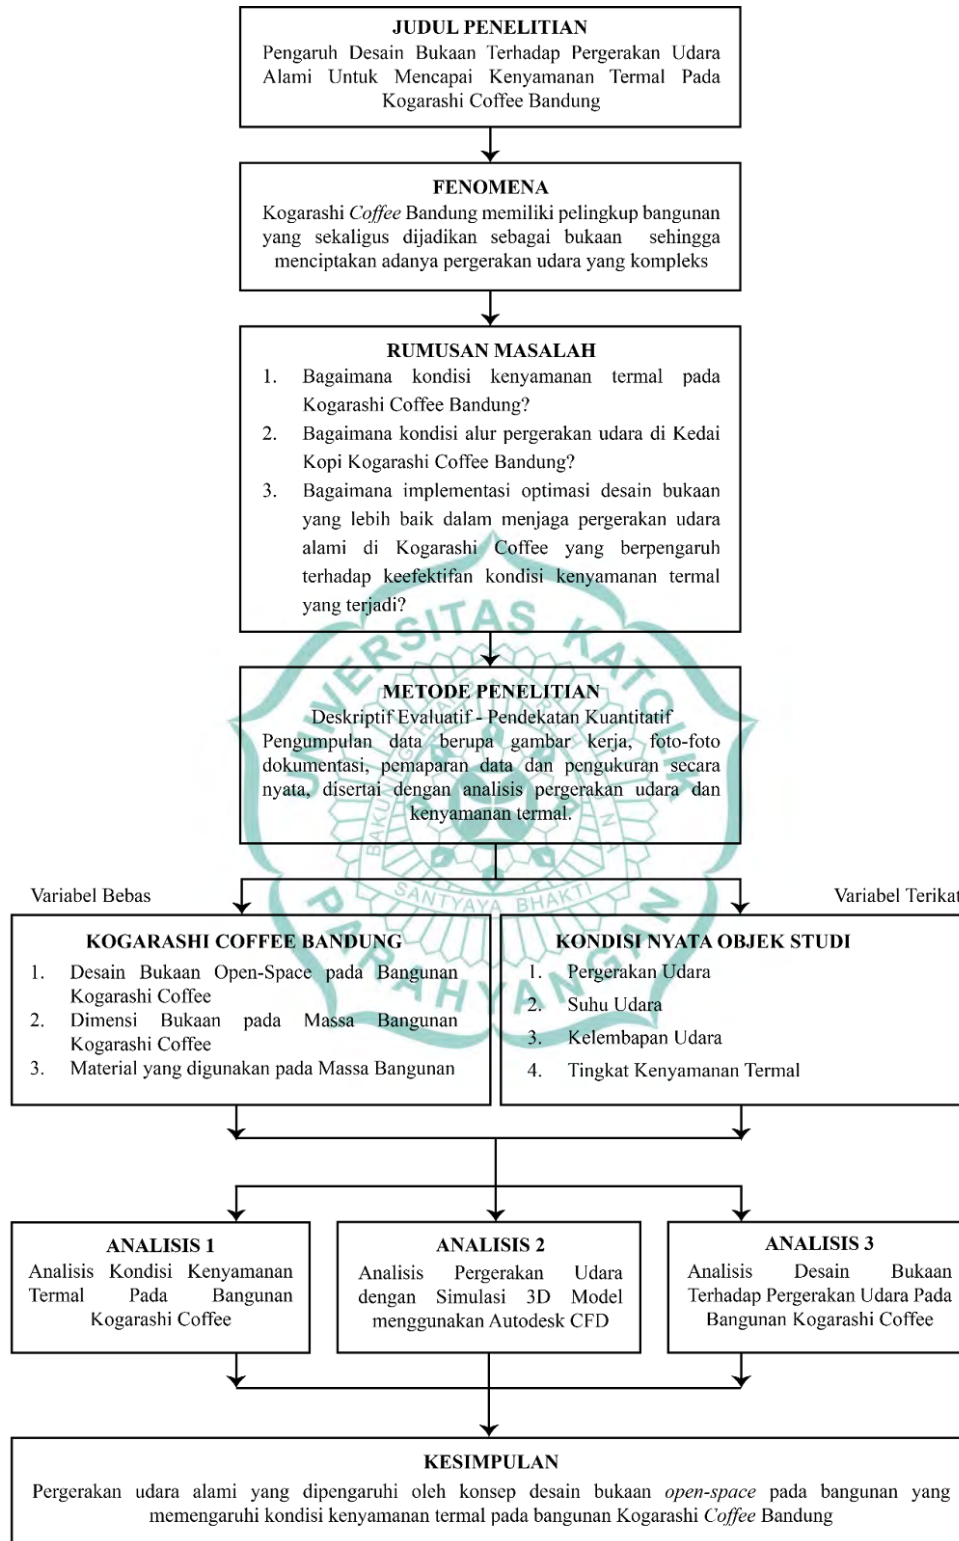 JUDUL PENELITIAN
Pengaruh Desain Bukaan Terhadap Pergerakan Udara
Alami Untuk Mencapai Kenyamanan Termal Pada
Kogarashi Coffee Bandung
FENOMENA
Kogarashi Coffee Bandung memiliki pelingkup bangunan
yang sekaligus dijadikan sebagai bukaan sehingga
menciptakan adanya pergerakan udara yang kompleks
RUMUSAN MASALAH
1. Bagaimana kondisi kenyamanan termal pada
Kogarashi Coffee Bandung?
2. Bagaimana kondisi alur pergerakan udara di Kedai
Kopi Kogarashi Coffee Bandung?
3. Bagaimana implementasi optimasi desain bukaan
yang lebih baik dalam menjaga pergerakan udara
alami di Kogarashi Coffee yang berpengaruh
terhadap keefektifan kondisi kenyamanan termal
yang terjadi?
UNIVERSITAS KATOLIK
PARAHYANGAN
SANTYAYA BHAKTI
METODE PENELITIAN
Deskriptif Evaluatif - Pendekatan Kuantitatif
Pengumpulan data berupa gambar kerja, foto-foto
dokumentasi, pemaparan data dan pengukuran secara
nyata, disertai dengan analisis pergerakan udara dan
kenyamanan termal.
Variabel Bebas
Variabel Terikat
KOGARASHI COFFEE BANDUNG
1. Desain Bukaan Open-Space pada Bangunan
Kogarashi Coffee
2. Dimensi Bukaan pada Massa Bangunan
Kogarashi Coffee
3. Material yang digunakan pada Massa Bangunan
KONDISI NYATA OBJEK STUDI
1. Pergerakan Udara
2. Suhu Udara
3. Kelembapan Udara
4. Tingkat Kenyamanan Termal
ANALISIS 1
Analisis Kondisi Kenyamanan
Termal Pada Bangunan
Kogarashi Coffee
ANALISIS 2
Analisis Pergerakan Udara
dengan Simulasi 3D Model
menggunakan Autodesk CFD
ANALISIS 3
Analisis Desain Bukaan
Terhadap Pergerakan Udara Pada
Bangunan Kogarashi Coffee
KESIMPULAN
Pergerakan udara alami yang dipengaruhi oleh konsep desain bukaan open-space pada bangunan yang
memengaruhi kondisi kenyamanan termal pada bangunan Kogarashi Coffee Bandung